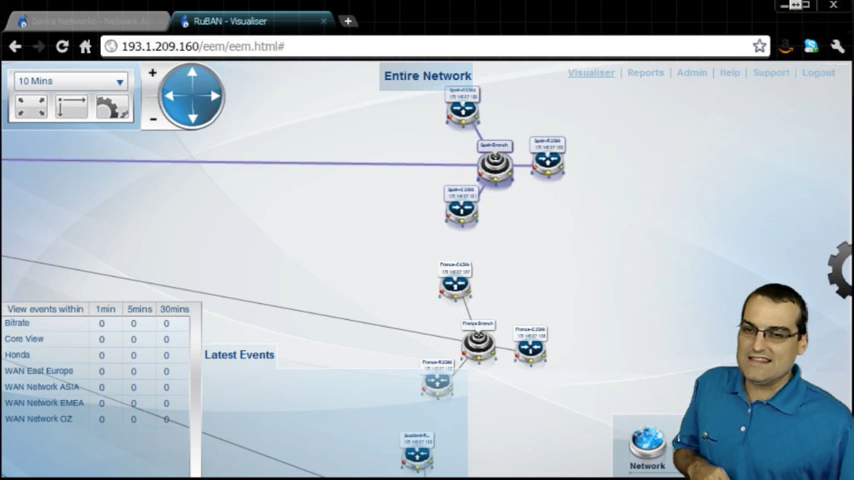 RuBAN - Visualiser
193.1.209.160/eem/eem.html#
10 Mins
Entire Network
Visualiser | Reports | Admin | Help | Support | Logout
Spain Branch
France Branch
View events within 1min 5mins 30mins
Bitrate 0 0 0
Core View 0 0 0
Honda 0 0 0
WAN East Europe 0 0 0
WAN Network ASIA 0 0 0
WAN Network EMEA 0 0 0
WAN Network OZ 0 0 0
Latest Events
Network